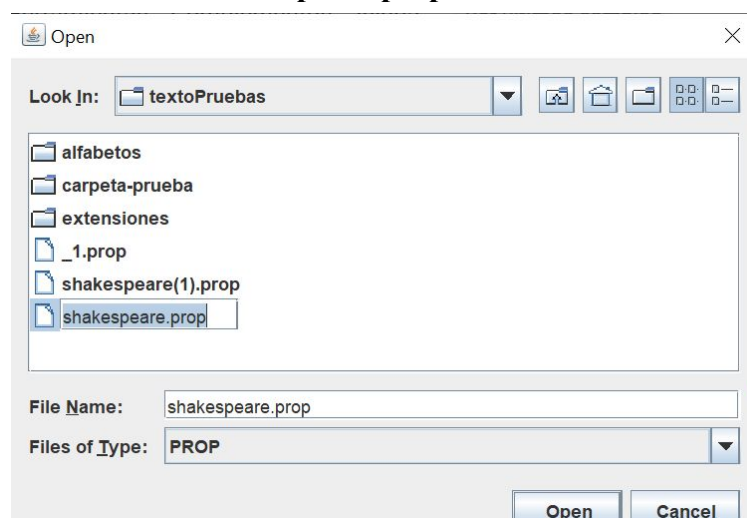 Open
Look In: textoPruebas
alfabetos
carpeta-prueba
extensiones
_1.prop
shakespeare(1).prop
shakespeare.prop
File Name: shakespeare.prop
Files of Type: PROP
Open Cancel